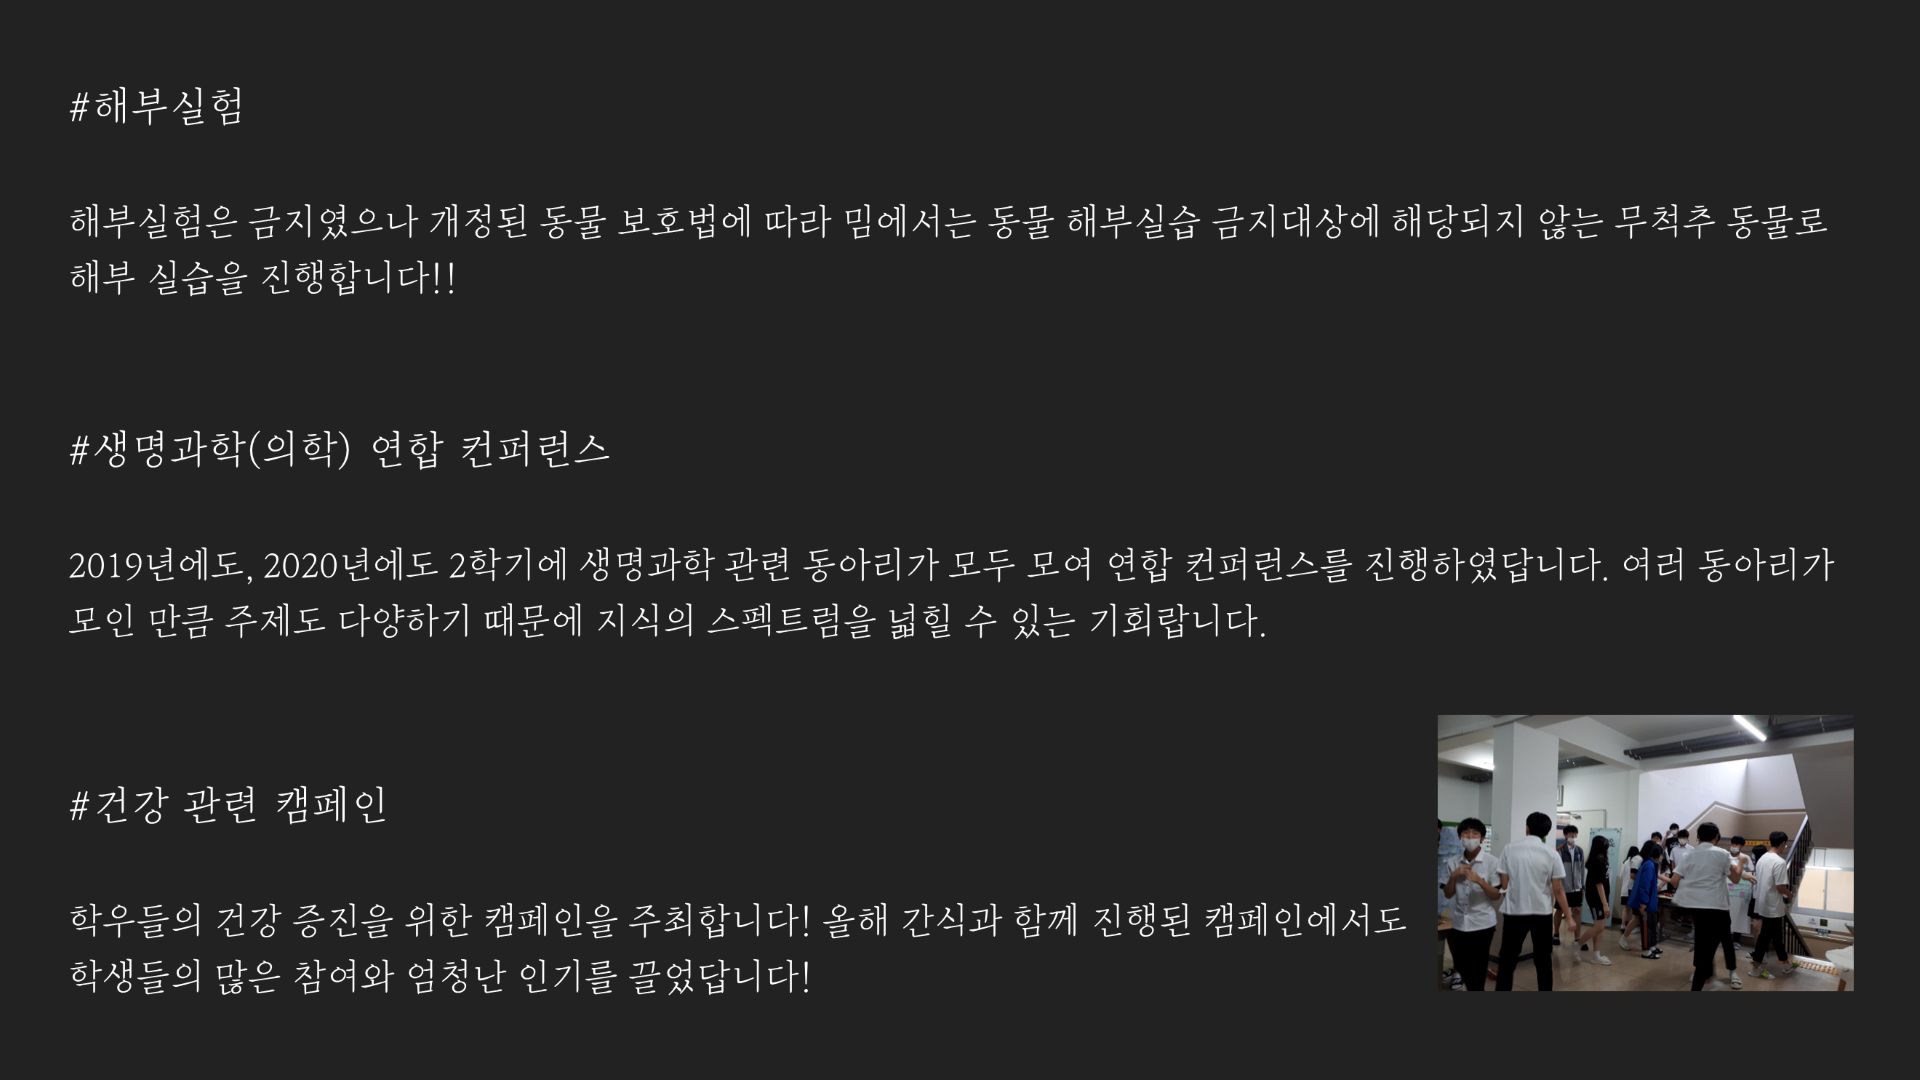 #해부실험
해부실험은 금지였으나 개정된 동물 보호법에 따라 밈에서는 동물 해부실습 금지대상에 해당되지 않는 무척추 동물로
해부 실습을 진행합니다!!
#생명과학(의학) 연합 컨퍼런스
2019년에도, 2020년에도 2학기에 생명과학 관련 동아리가 모두 모여 연합 컨퍼런스를 진행하였답니다. 여러 동아리가
모인 만큼 주제도 다양하기 때문에 지식의 스펙트럼을 넓힐 수 있는 기회랍니다.
#건강 관련 캠페인
학우들의 건강 증진을 위한 캠페인을 주최합니다! 올해 간식과 함께 진행된 캠페인에서도
학생들의 많은 참여와 엄청난 인기를 끌었답니다!